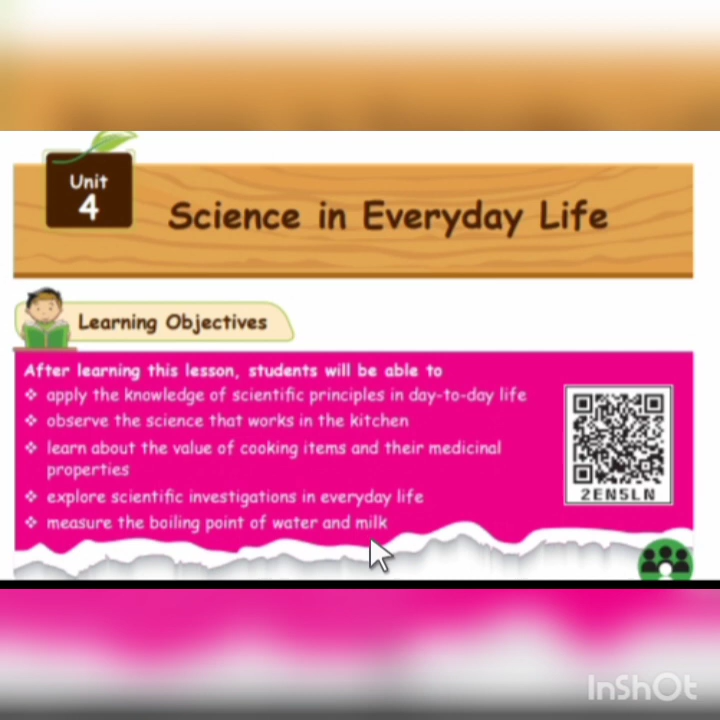 Unit
4
Science in Everyday Life
Learning Objectives
After learning this lesson, students will be able to
❖ apply the knowledge of scientific principles in day-to-day life
❖ observe the science that works in the kitchen
❖ learn about the value of cooking items and their medicinal
properties
❖ explore scientific investigations in everyday life
❖ measure the boiling point of water and milk
2EN5LN
InShOt